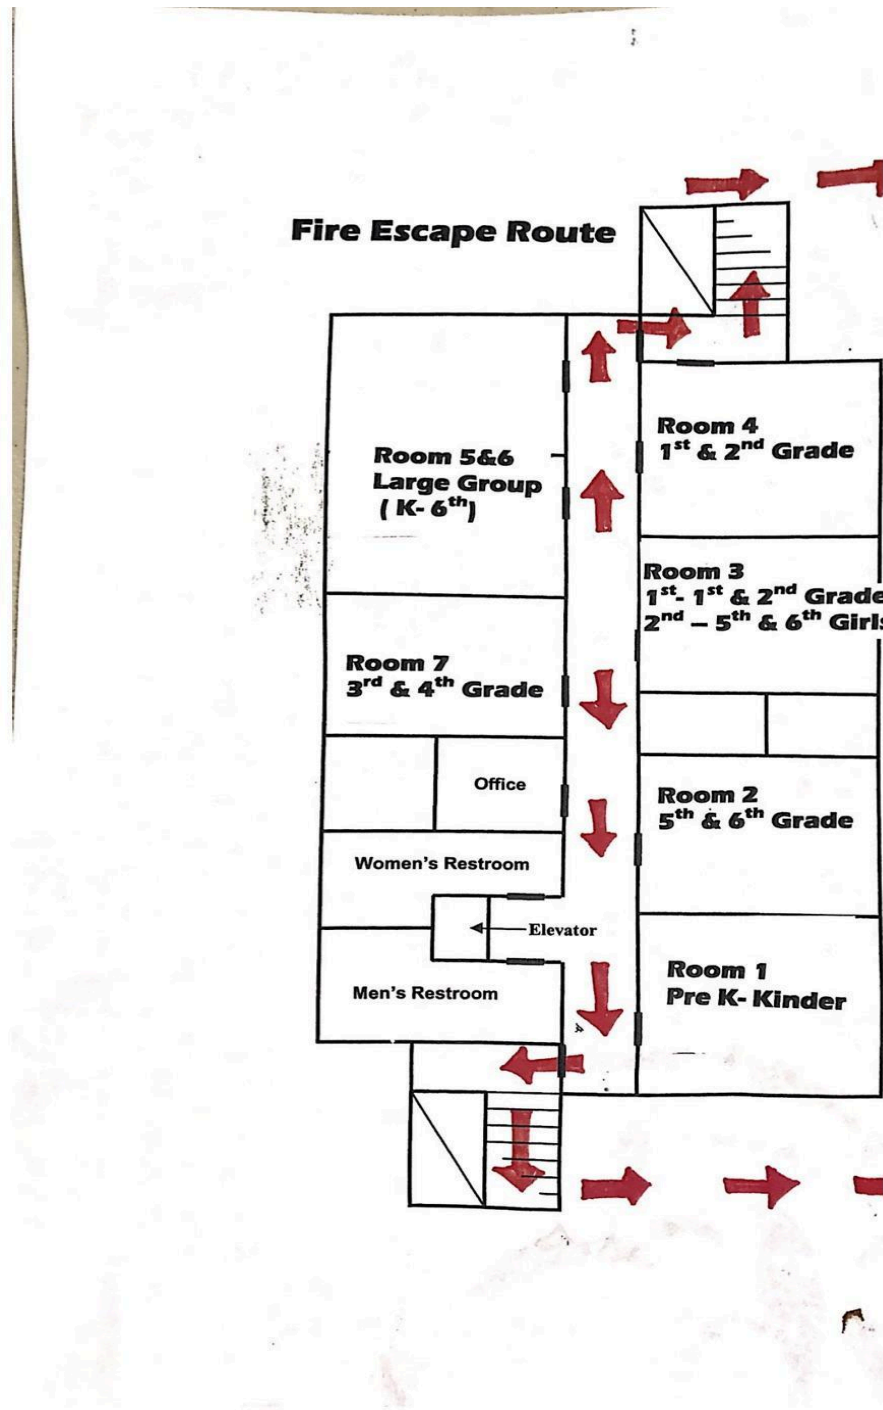 Fire Escape Route
Room 4
1st & 2nd Grade
Room 5&6
Large Group
( K- 6th)
Room 3
1st- 1st & 2nd Grade
2nd – 5th & 6th Girls
Room 7
3rd & 4th Grade
Office
Room 2
5th & 6th Grade
Women's Restroom
Elevator
Room 1
Pre K- Kinder
Men's Restroom